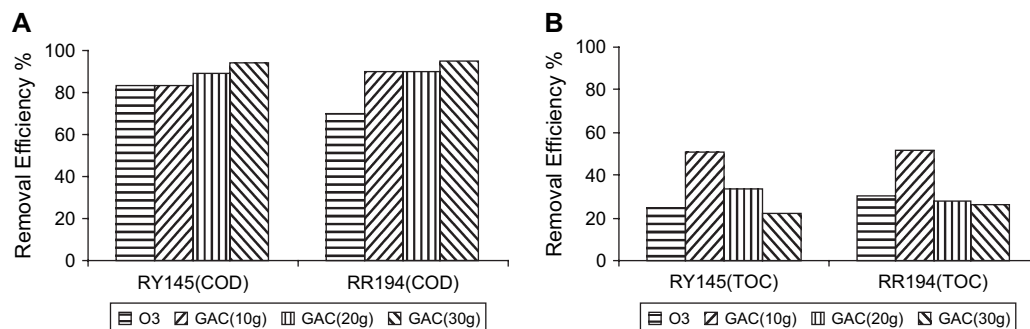 A
Removal Efficiency %
100
80
60
40
20
0
RY145(COD) RR194(COD)
O3 GAC(10g) GAC(20g) GAC(30g)
B
Removal Efficiency %
100
80
60
40
20
0
RY145(TOC) RR194(TOC)
O3 GAC(10g) GAC(20g) GAC(30g)